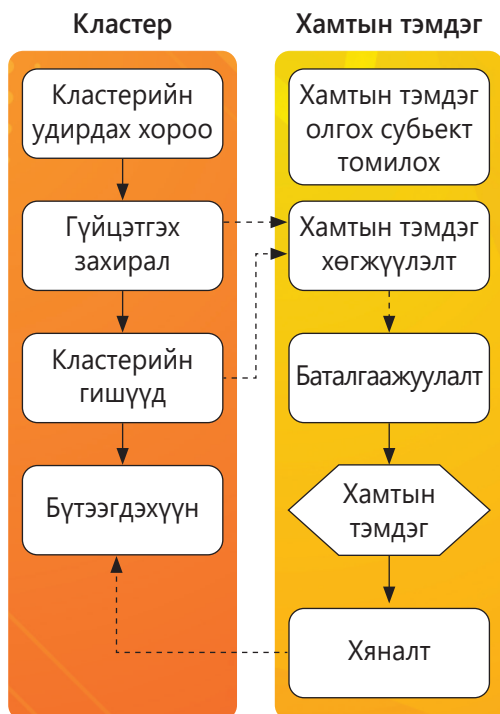 Кластер
Кластерийн
удирдах хороо
Гүйцэтгэх
захирал
Кластерийн
гишүүд
Бүтээгдэхүүн
Хамтын тэмдэг
Хамтын тэмдэг
олгох субьект
томилох
Хамтын тэмдэг
хөгжүүлэлт
Баталгаажуулалт
Хамтын
тэмдэг
Хяналт